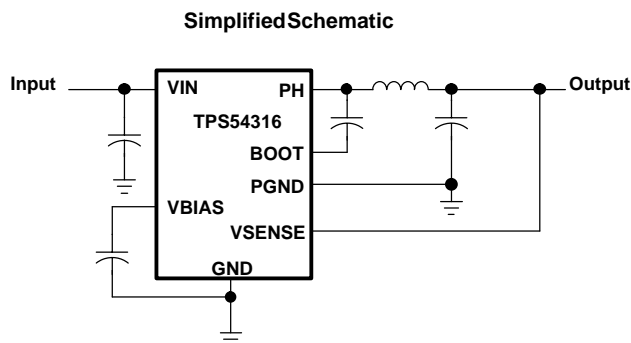 Simplified Schematic
Input
VIN
PH
Output
TPS54316
BOOT
PGND
VBIAS
VSENSE
GND